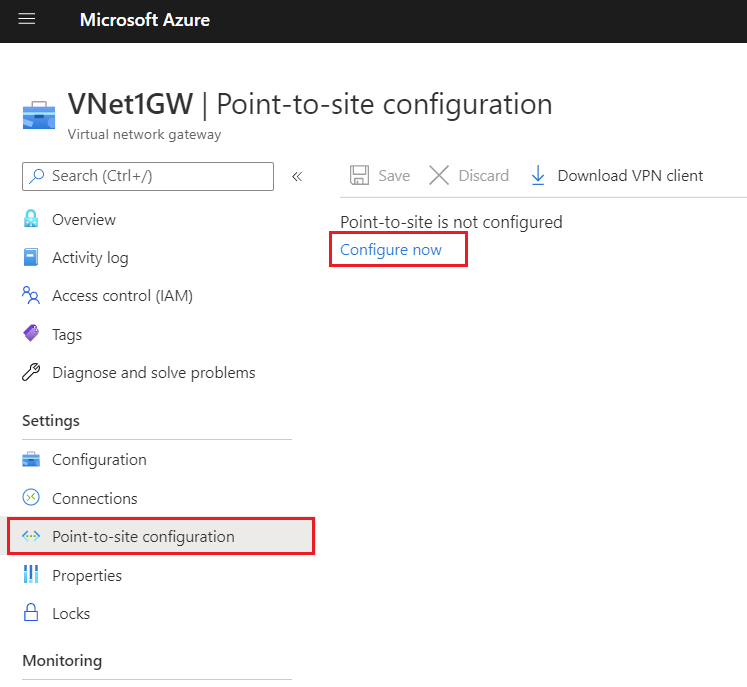 Microsoft Azure
VNet1GW | Point-to-site configuration
Virtual network gateway
Search (Ctrl+/)
«
Save
Discard
Download VPN client
Point-to-site is not configured
Configure now
Overview
Activity log
Access control (IAM)
Tags
Diagnose and solve problems
Settings
Configuration
Connections
Point-to-site configuration
Properties
Locks
Monitoring